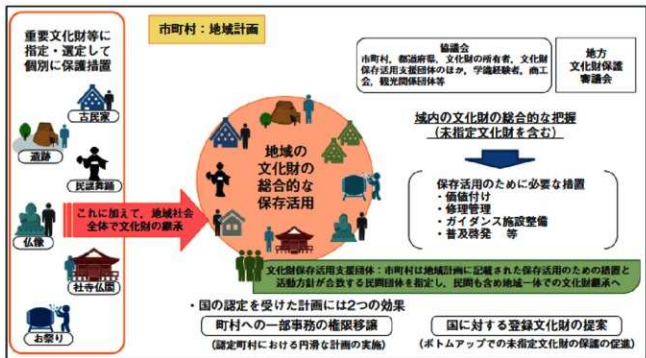 重要文化財等に
指定・選定して
個別に保護措置
古民家
遺跡
民謡舞踊
仏像
社寺仏閣
お祭り
これに加えて、地域社会
全体で文化財の継承
市町村：地域計画
地域の
文化財の
総合的な
保存活用
協議会
市町村，都道府県，文化財の所有者，文化財
保存活用支援団体のほか，学識経験者，商工
会，観光関係団体等
地方
文化財保護
審議会
域内の文化財の総合的な把握
（未指定文化財を含む）
保存活用のために必要な措置
・価値付け
・修理管理
・ガイダンス施設整備
・普及啓発　等
文化財保存活用支援団体：市町村は地域計画に記載された保存活用のための措置と
活動方針が合致する民間団体を指定し，民間も含め地域一体での文化財継承へ
・国の認定を受けた計画には2つの効果
町村への一部事務の権限移譲
（認定町村における円滑な計画の実施）
国に対する登録文化財の提案
（ボトムアップでの未指定文化財の保護の促進）